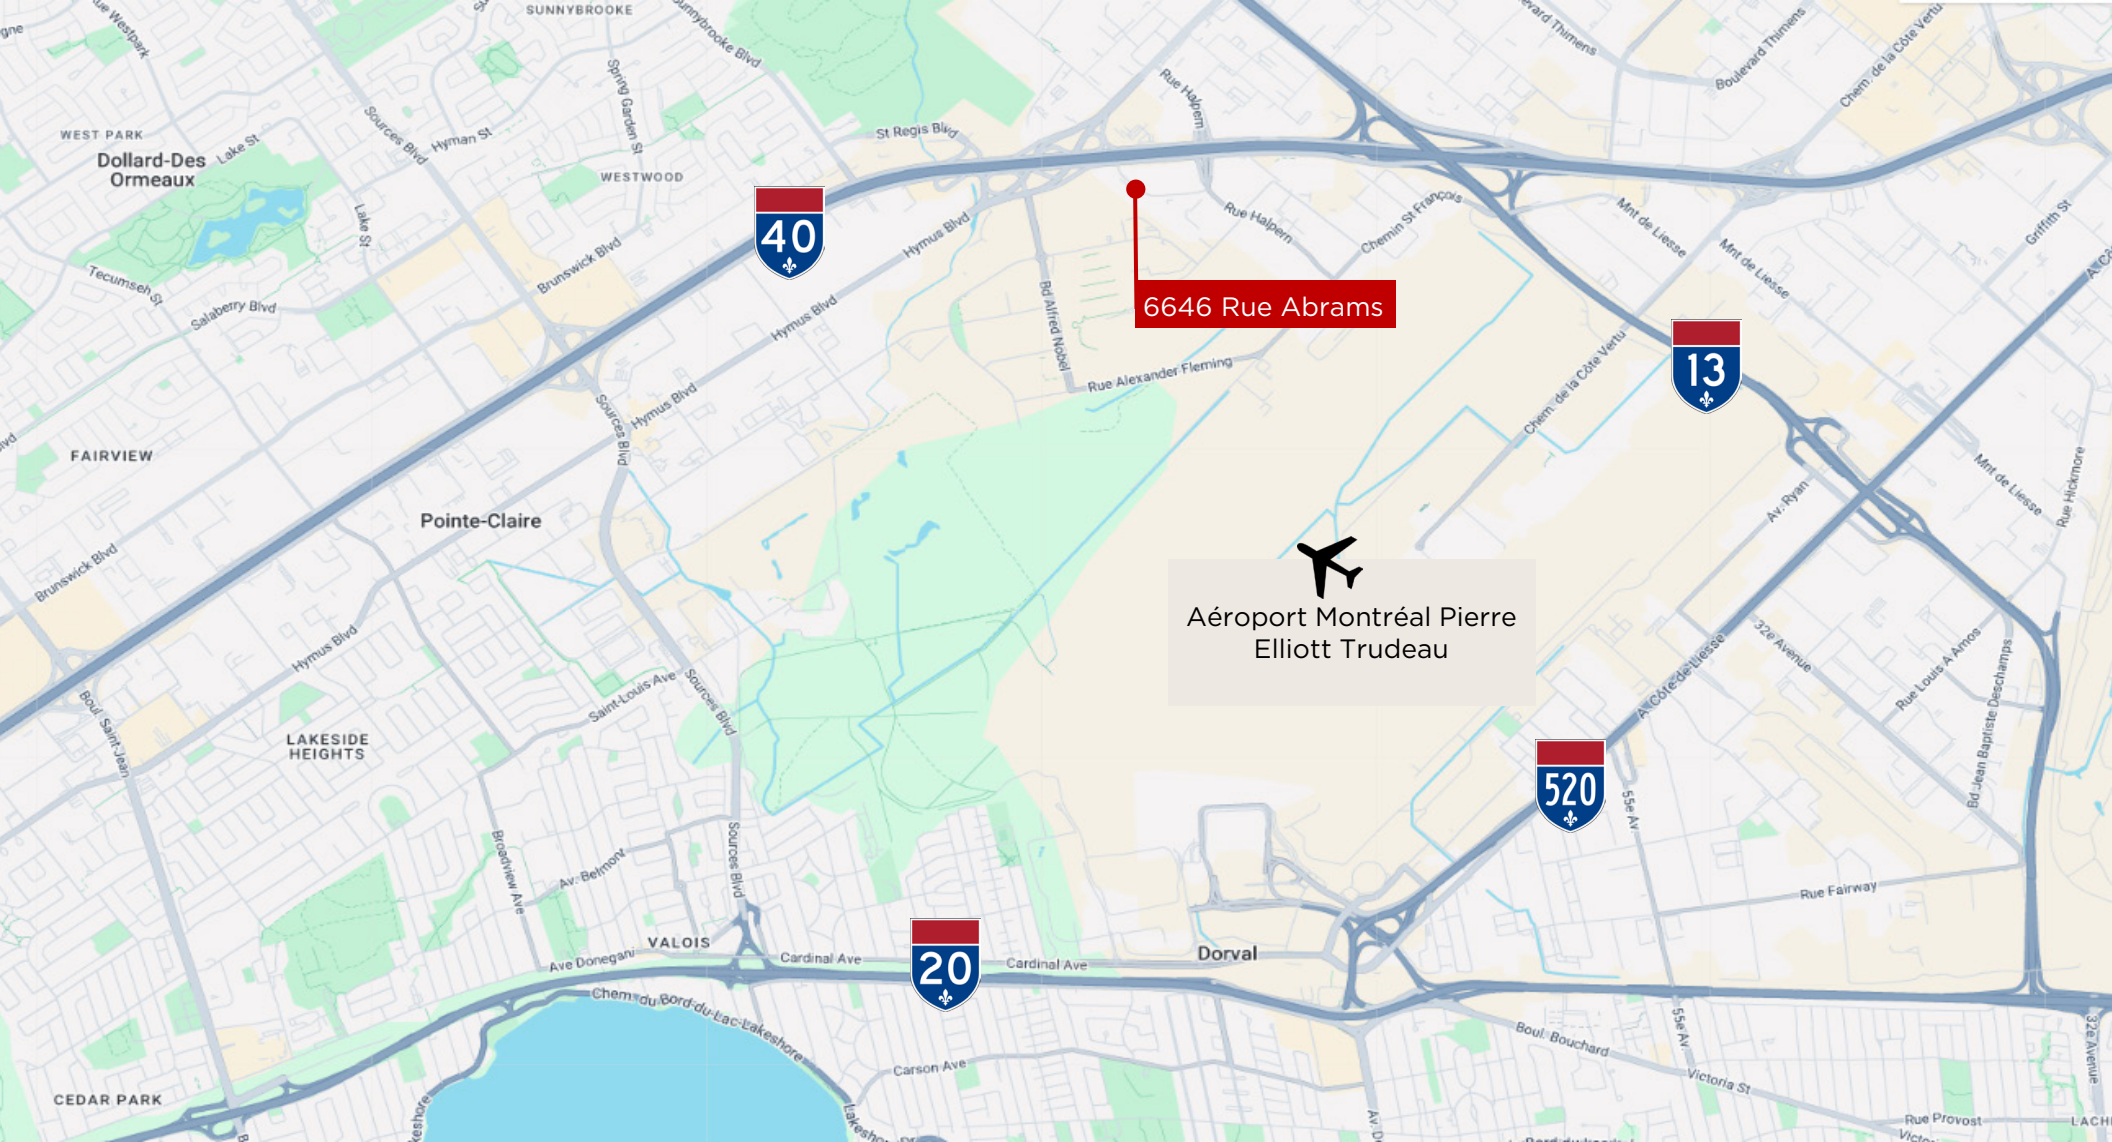 SUNNYBROOKE
Sunnybrooke Blvd
Spring Garden St
Rue Westpark
gne
WEST PARK
Dollard-Des
Ormeaux
Lake St
Sources Blvd
Hyman St
WESTWOOD
St Regis Blvd
Rue Halpern
Boulevard Thimens
Chem. de la Côte Vertu
Lake St
Tecumseh St
Salaberry Blvd
Brunswick Blvd
40
Hymus Blvd
Hymus Blvd
Bd Alfred Nobel
Rue Halpern
Chemin St François
Mnt de Liesse
Mnt de Liesse
Griffith St
6646 Rue Abrams
Rue Alexander Fleming
Chem. de la Côte Vertu
13
Sources Blvd
Hymus Blvd
FAIRVIEW
Pointe-Claire
Av. Ryan
Mnt de Liesse
Rue Hickmore
Brunswick Blvd
Aéroport Montréal Pierre
Elliott Trudeau
Hymus Blvd
Saint-Louis Ave
Sources Blvd
32e Avenue
A. Côte-de-Liesse
Rue Louis A Amos
Bd Jean Baptiste Deschamps
Boul. Saint-Jean
LAKESIDE
HEIGHTS
520
55e Av.
Broadview Ave
Av. Belmont
Sources Blvd
Rue Fairway
VALOIS
Ave Donegani
Cardinal Ave
20
Cardinal Ave
Dorval
Chem. du Bord-du-Lac-Lakeshore
55e Av
Boul. Bouchard
32e Avenue
Carson Ave
Victoria St
CEDAR PARK
Rue Provost
LACHI